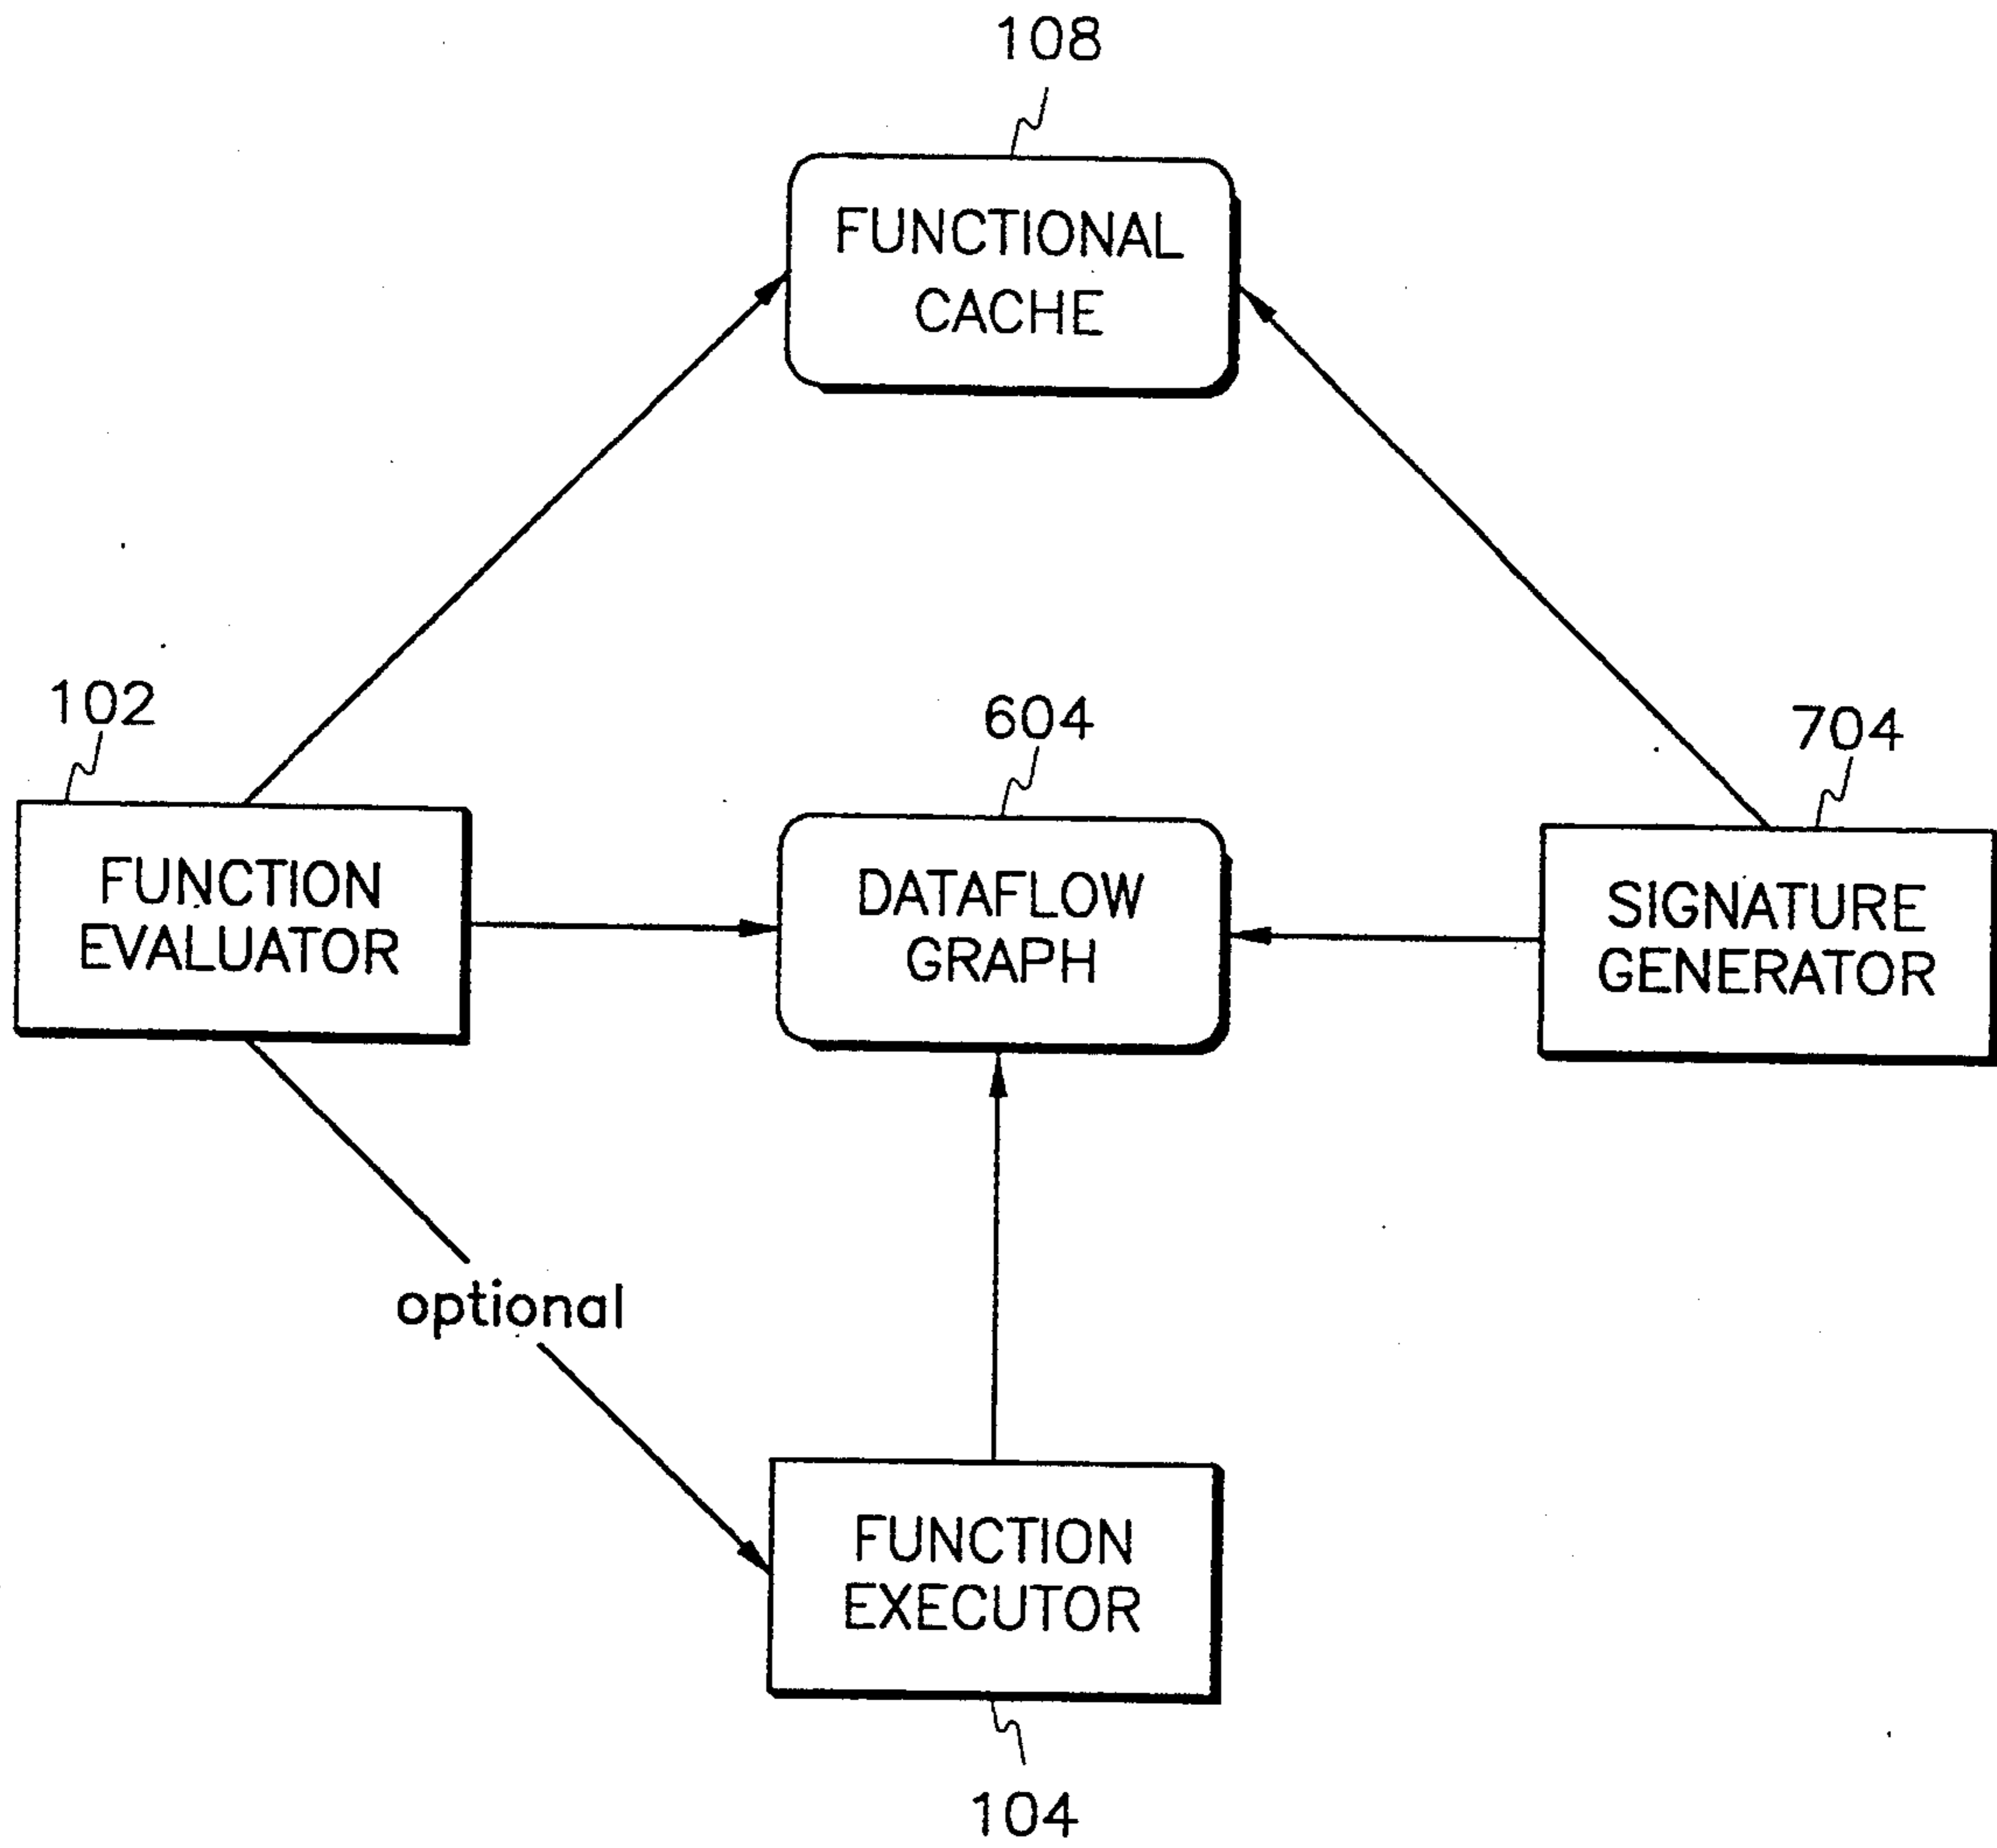 108
FUNCTIONAL
CACHE
102
604
704
FUNCTION
EVALUATOR
DATAFLOW
GRAPH
SIGNATURE
GENERATOR
optional
FUNCTION
EXECUTOR
104